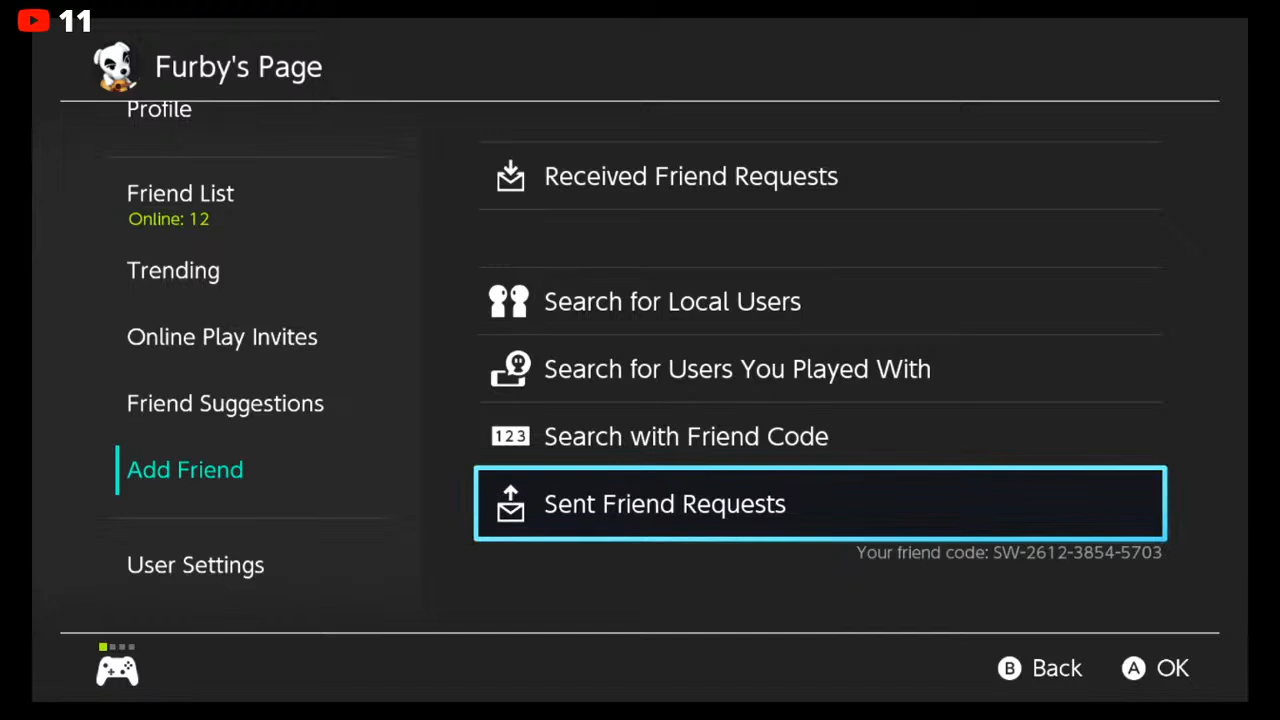 11
Furby's Page
Profile
Friend List
Online: 12
Trending
Online Play Invites
Friend Suggestions
Add Friend
User Settings
Received Friend Requests
Search for Local Users
Search for Users You Played With
123 Search with Friend Code
Sent Friend Requests
Your friend code: SW-2612-3854-5703
B Back A OK